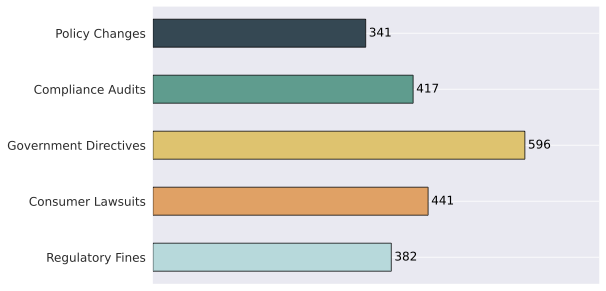 Policy Changes 341
Compliance Audits 417
Government Directives 596
Consumer Lawsuits 441
Regulatory Fines 382